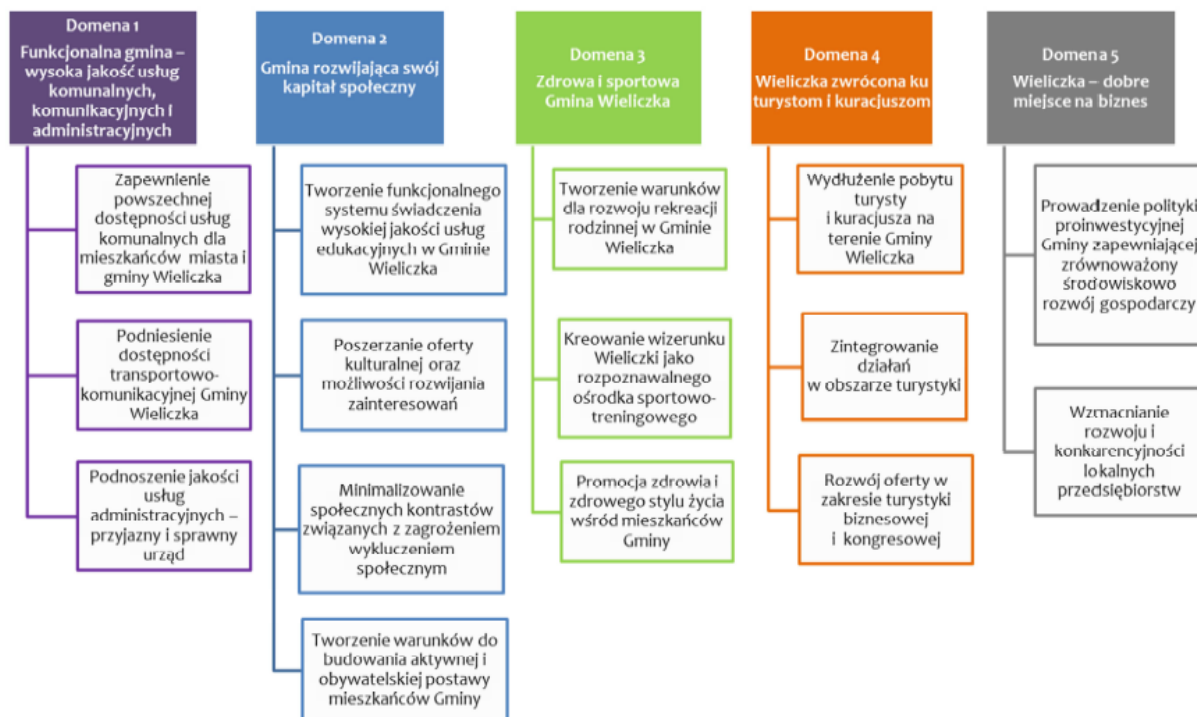 Domena 1
Funkcjonalna gmina –
wysoka jakość usług
komunalnych,
komunikacyjnych i
administracyjnych
Zapewnienie
powszechnej
dostępności usług
komunalnych dla
mieszkańców miasta i
gminy Wieliczka
Podniesienie
dostępności
transportowo-
komunikacyjnej Gminy
Wieliczka
Podnoszenie jakości
usług
administracyjnych –
przyjazny i sprawny
urząd
Domena 2
Gmina rozwijająca swój
kapitał społeczny
Tworzenie funkcjonalnego
systemu świadczenia
wysokiej jakości usług
edukacyjnych w Gminie
Wieliczka
Poszerzanie oferty
kulturalnej oraz
możliwości rozwijania
zainteresowań
Minimalizowanie
społecznych kontrastów
związanych z zagrożeniem
wykluczeniem
społecznym
Tworzenie warunków do
budowania aktywnej i
obywatelskiej postawy
mieszkańców Gminy
Domena 3
Zdrowa i sportowa
Gmina Wieliczka
Tworzenie warunków
dla rozwoju rekreacji
rodzinnej w Gminie
Wieliczka
Kreowanie wizerunku
Wieliczki jako
rozpoznawalnego
ośrodka sportowo-
treningowego
Promocja zdrowia i
zdrowego stylu życia
wśród mieszkańców
Gminy
Domena 4
Wieliczka zwrócona ku
turystom i kuracjuszom
Wydłużenie pobytu
turysty
i kuracjusza na
terenie Gminy
Wieliczka
Zintegrowanie
działań
w obszarze turystyki
Rozwój oferty w
zakresie turystyki
biznesowej
i kongresowej
Domena 5
Wieliczka – dobre
miejsce na biznes
Prowadzenie polityki
proinwestycyjnej
Gminy zapewniającej
zrównoważony
środowiskowo
rozwój gospodarczy
Wzmacnianie
rozwoju i
konkurencyjności
lokalnych
przedsiębiorstw